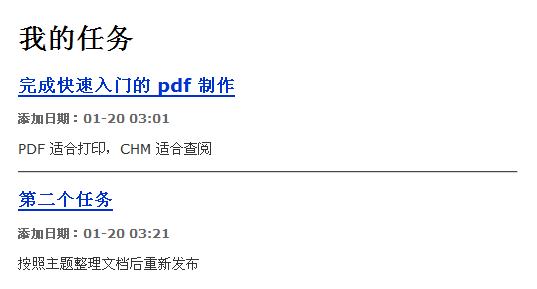 我的任务
完成快速入门的 pdf 制作
添加日期：01-20 03:01
PDF 适合打印，CHM 适合查阅
第二个任务
添加日期：01-20 03:21
按照主题整理文档后重新发布